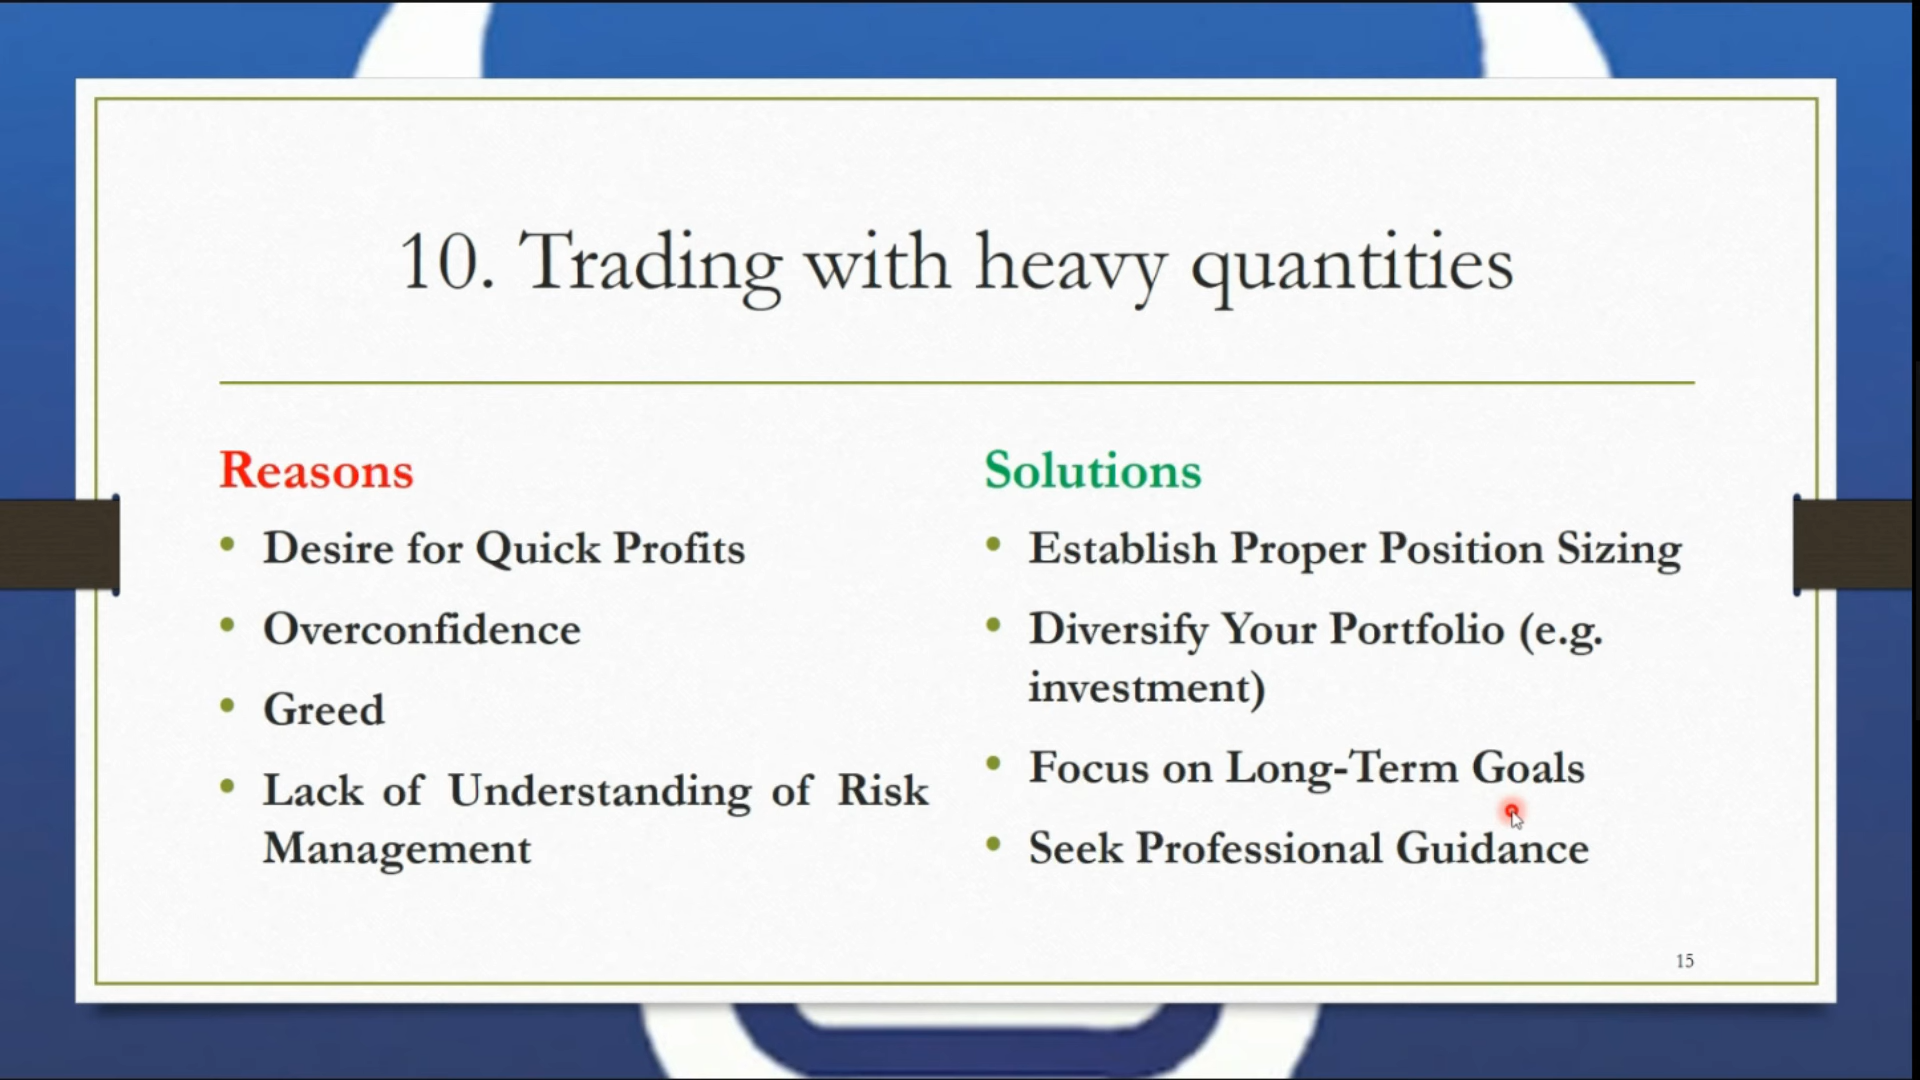 10. Trading with heavy quantities
Reasons
• Desire for Quick Profits
• Overconfidence
• Greed
• Lack of Understanding of Risk
Management
Solutions
• Establish Proper Position Sizing
• Diversify Your Portfolio (e.g.
investment)
• Focus on Long-Term Goals
• Seek Professional Guidance
15